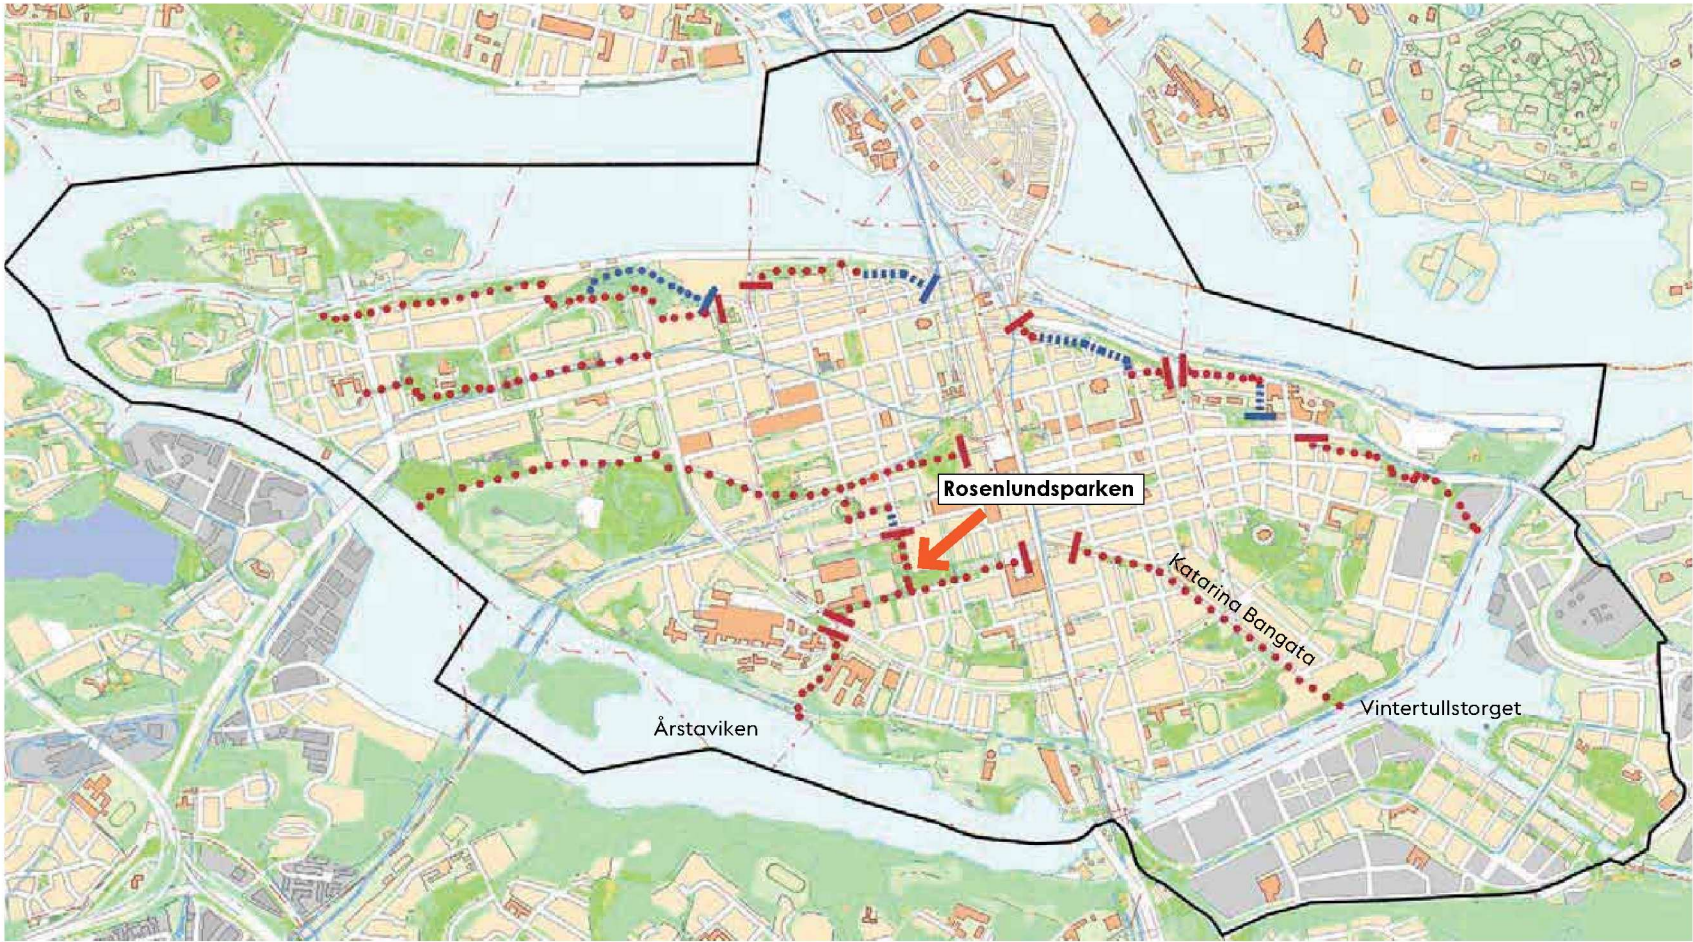 Rosenlundsparken
Katarina Bangata
Vintertullstorget
Årstaviken